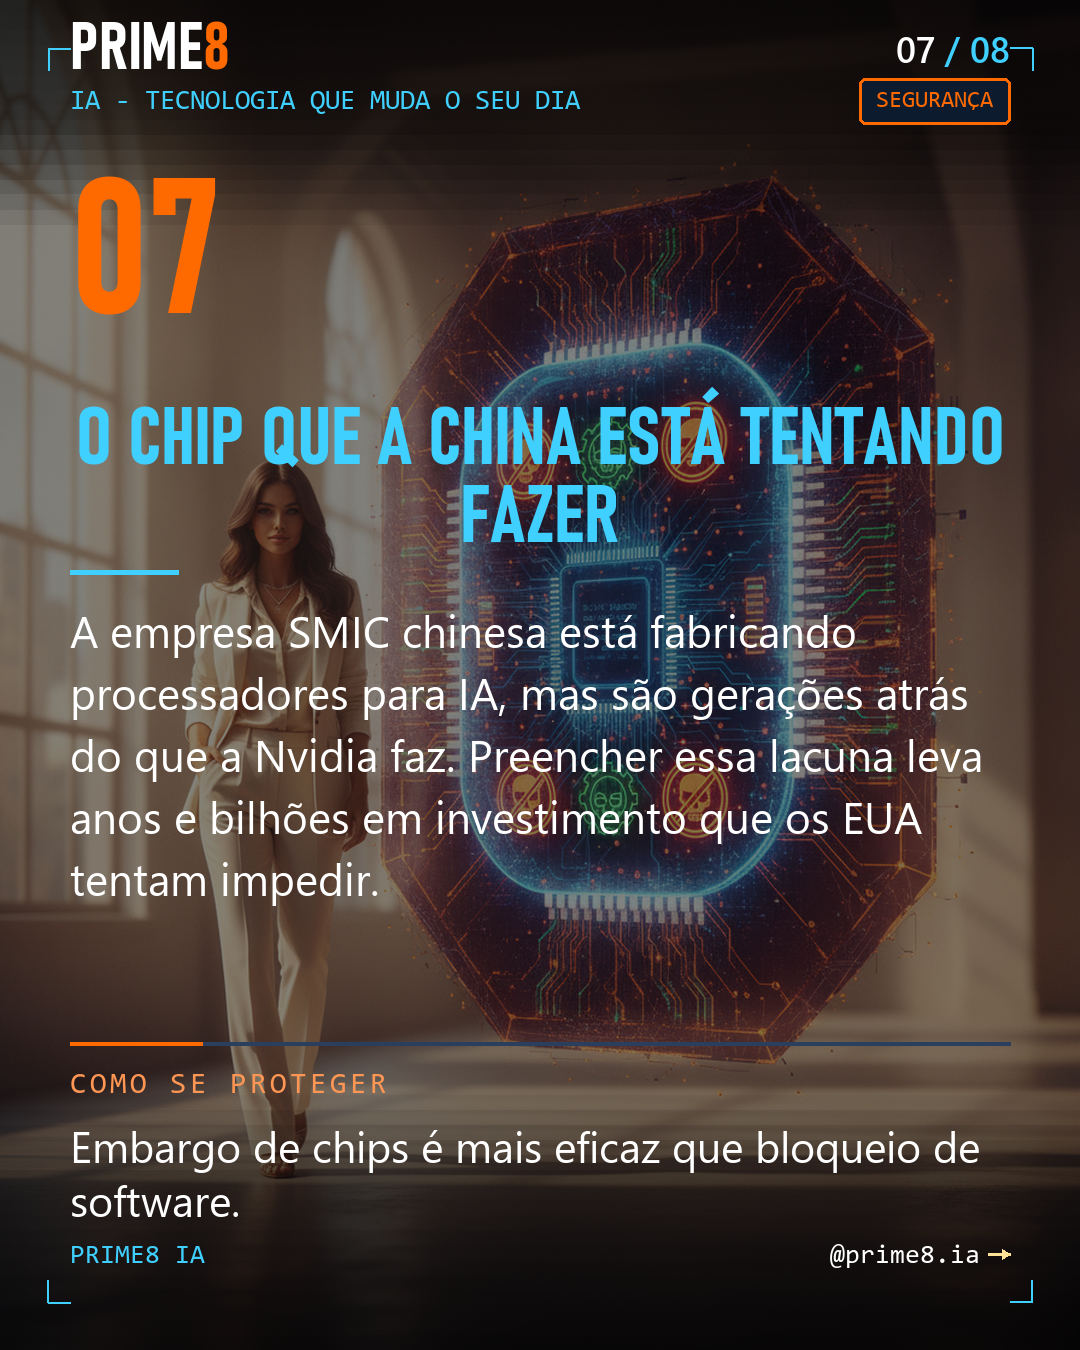 PRIME8
07 / 08
IA - TECNOLOGIA QUE MUDA O SEU DIA
SEGURANÇA
07
O CHIP QUE A CHINA ESTÁ TENTANDO
FAZER
A empresa SMIC chinesa está fabricando
processadores para IA, mas são gerações atrás
do que a Nvidia faz. Preencher essa lacuna leva
anos e bilhões em investimento que os EUA
tentam impedir.
COMO SE PROTEGER
Embargo de chips é mais eficaz que bloqueio de
software.
PRIME8 IA
@prime8.ia